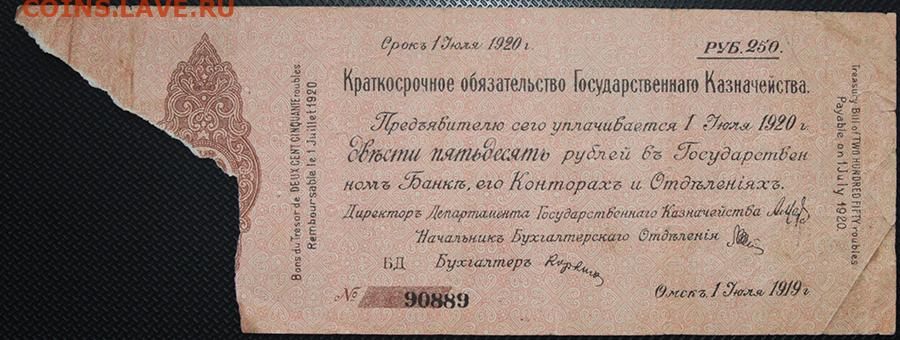 COINS.LAVE.RU
Срокъ 1 Іюля 1920 г.
РУБ. 250.
Краткосрочное обязательство Государственнаго Казначейства.
Предъявителю сего уплачивается 1 Іюля 1920 г.
двѣсти пятьдесятъ рублей въ Государствен
номъ Банкѣ, его Конторахъ и Отдѣленіяхъ.
Директоръ Департамента Государственнаго Казначейства
Начальникъ Бухгалтерскаго Отдѣленія
БД Бухгалтеръ
№ 90889
Омскъ, 1 Іюля 1919 г.
Bons du Tresor de DEUX CENT CINQUANTE roubles
Remboursable le 1 Juillet 1920
Treasury Bill of TWO HUNDRED FIFTY roubles
Payable on 1 July 1920